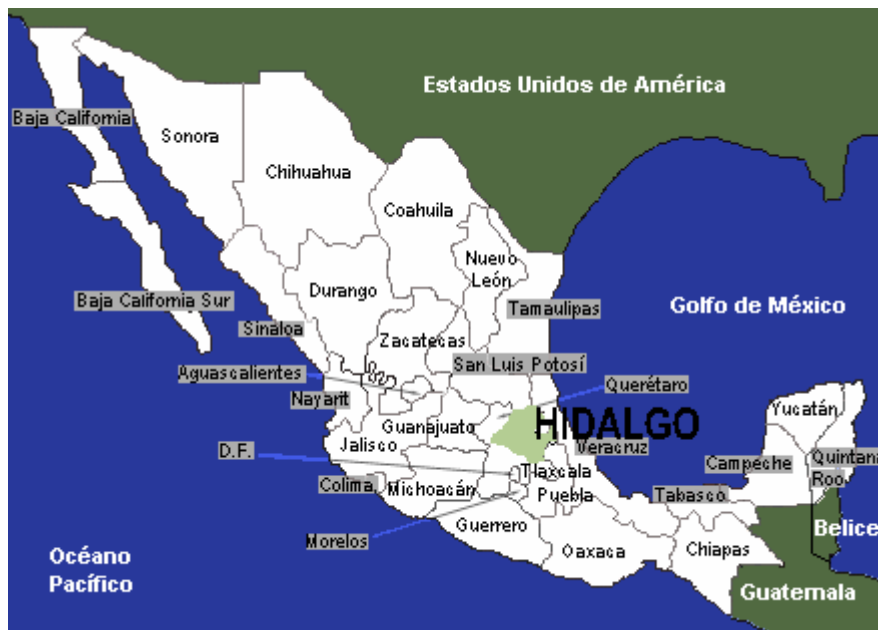 Estados Unidos de América
Baja California
Sonora
Chihuahua
Coahuila
Nuevo
León
Baja California Sur
Durango
Tamaulipas
Golfo de México
Sinaloa
Zacatecas
San Luis Potosí
Aguascalientes
Querétaro
Nayarit
HIDALGO
Yucatán
Guanajuato
Jalisco
D.F.
Veracruz
Campeche
Quintana
Roo
Tlaxcala
Colima
Michoacán
Puebla
Tabasco
Guerrero
Belice
Morelos
Oaxaca
Chiapas
Océano
Pacífico
Guatemala